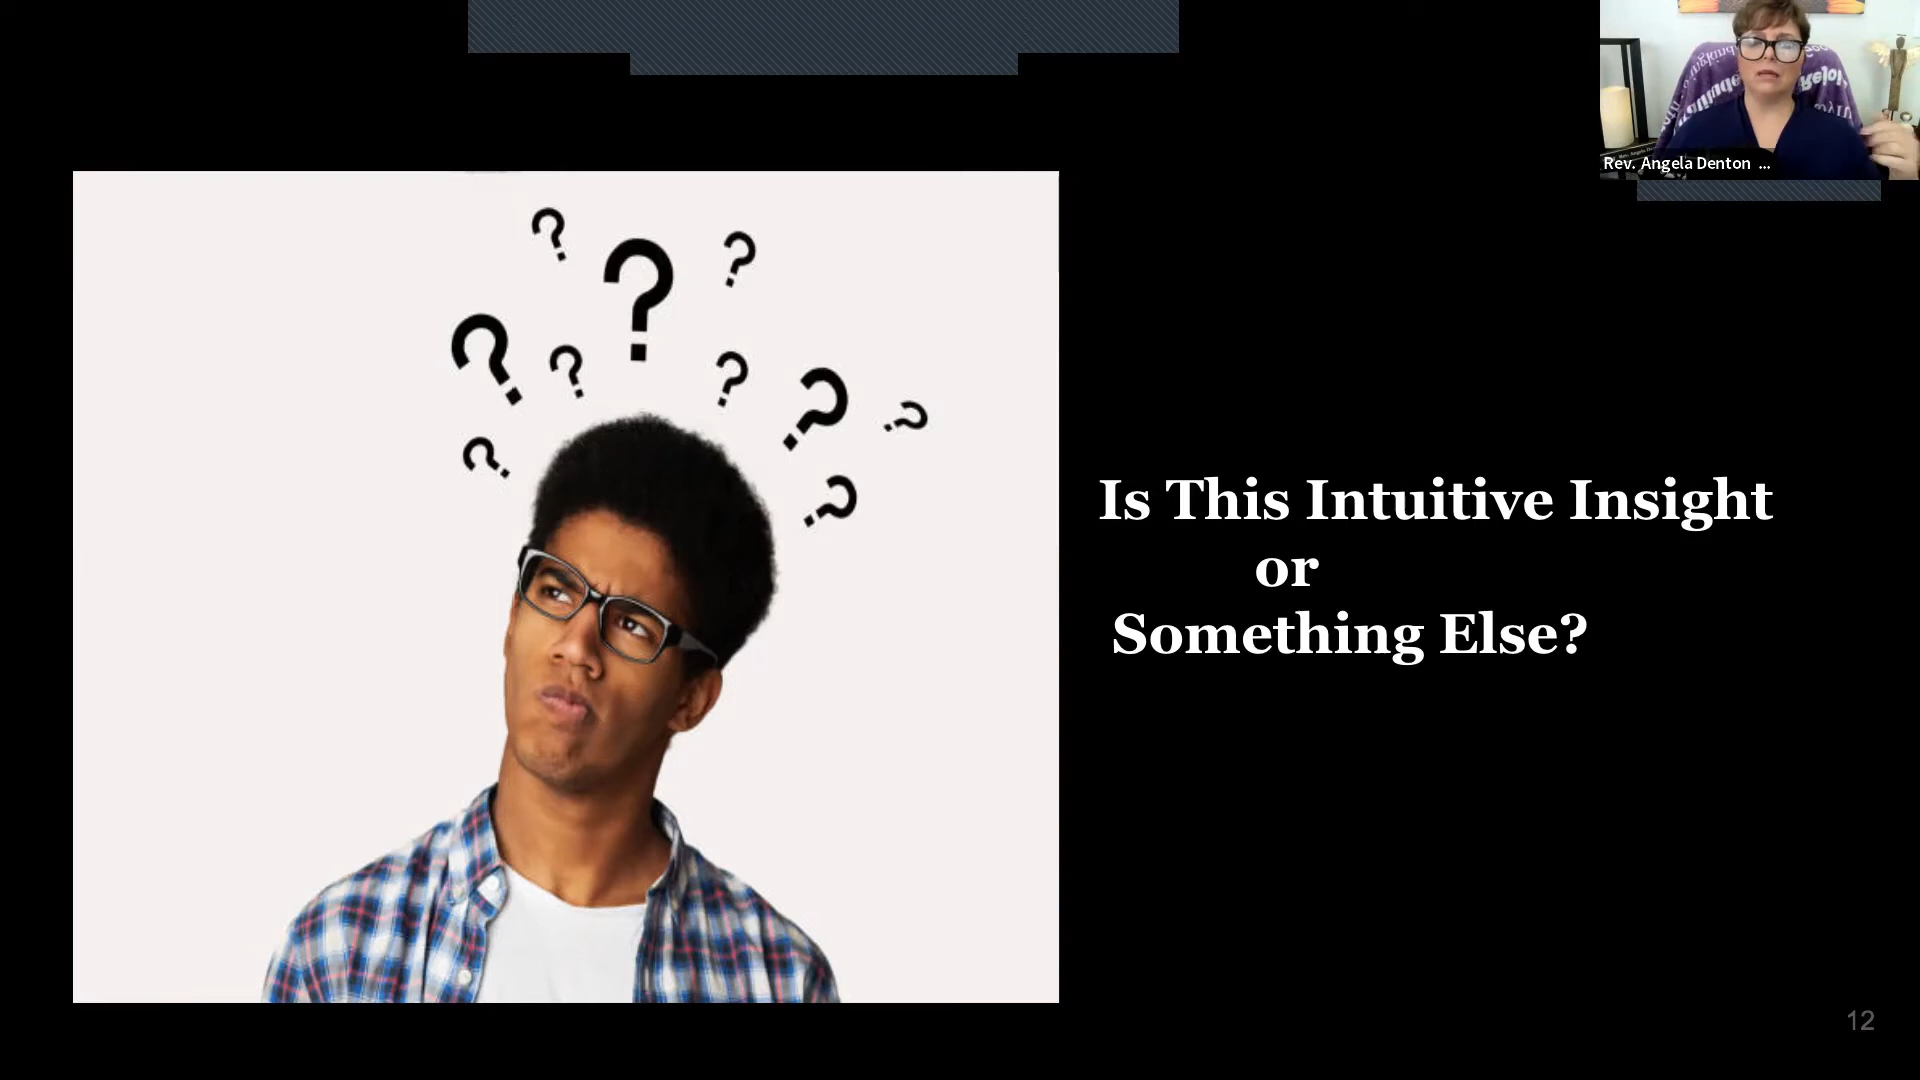 Rev. Angela Denton ...
? ? ? ? ? ? ? ? ? ?
Is This Intuitive Insight
or
Something Else?
12